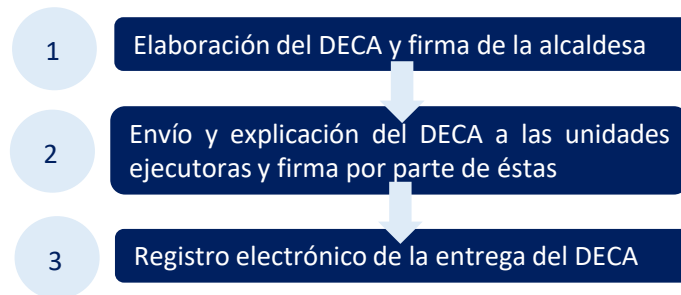 1
Elaboración del DECA y firma de la alcaldesa
2
Envío y explicación del DECA a las unidades
ejecutoras y firma por parte de éstas
3
Registro electrónico de la entrega del DECA